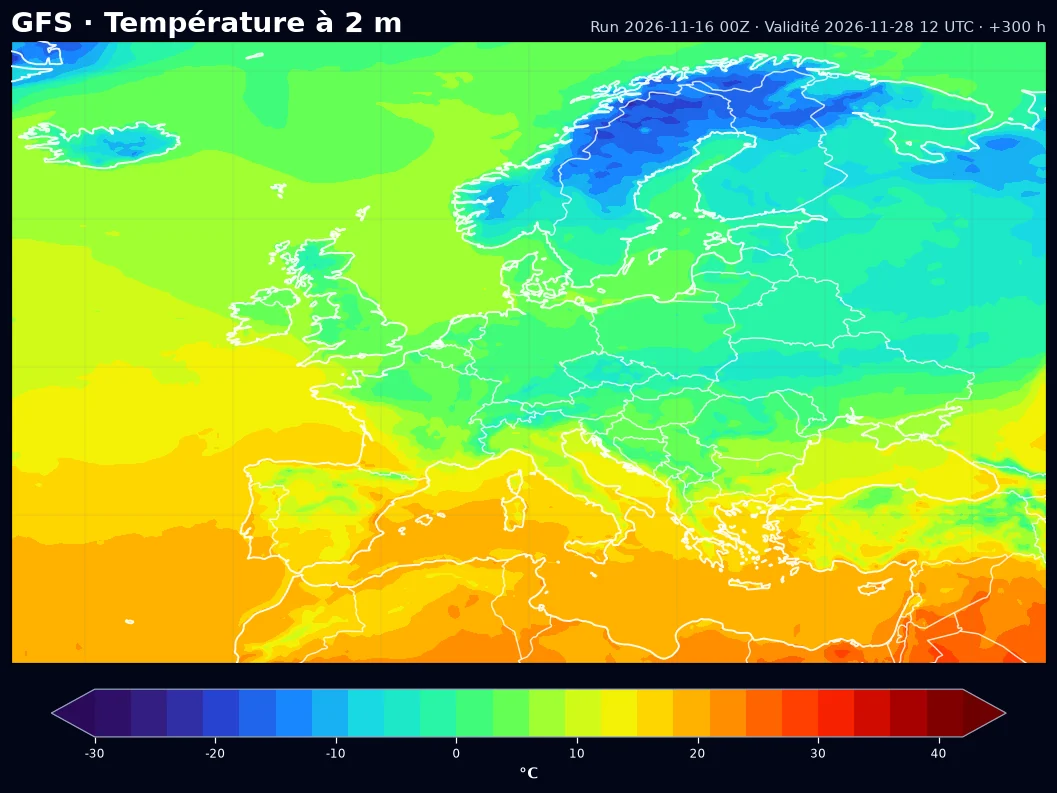 GFS · Température à 2 m
Run 2026-11-16 00Z · Validité 2026-11-28 12 UTC · +300 h
-30 -20 -10 0 10 20 30 40
°C